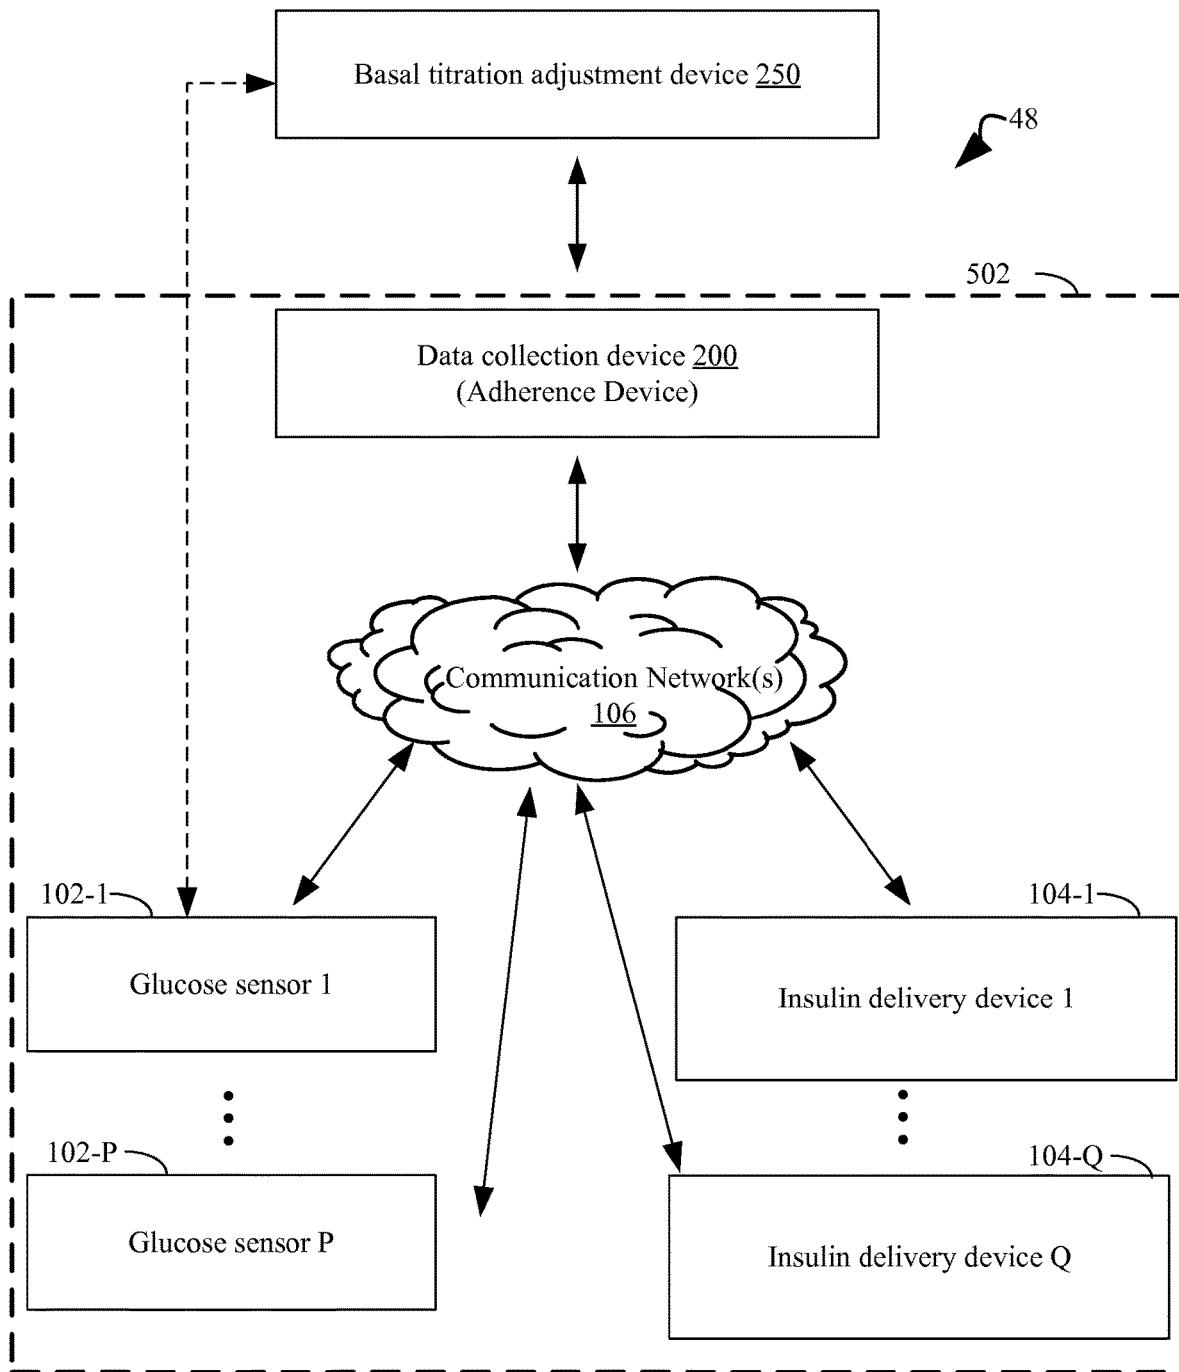 Basal titration adjustment device 250
48
502
Data collection device 200
(Adherence Device)
Communication Network(s)
106
102-1
104-1
Glucose sensor 1
Insulin delivery device 1
102-P
104-Q
Glucose sensor P
Insulin delivery device Q